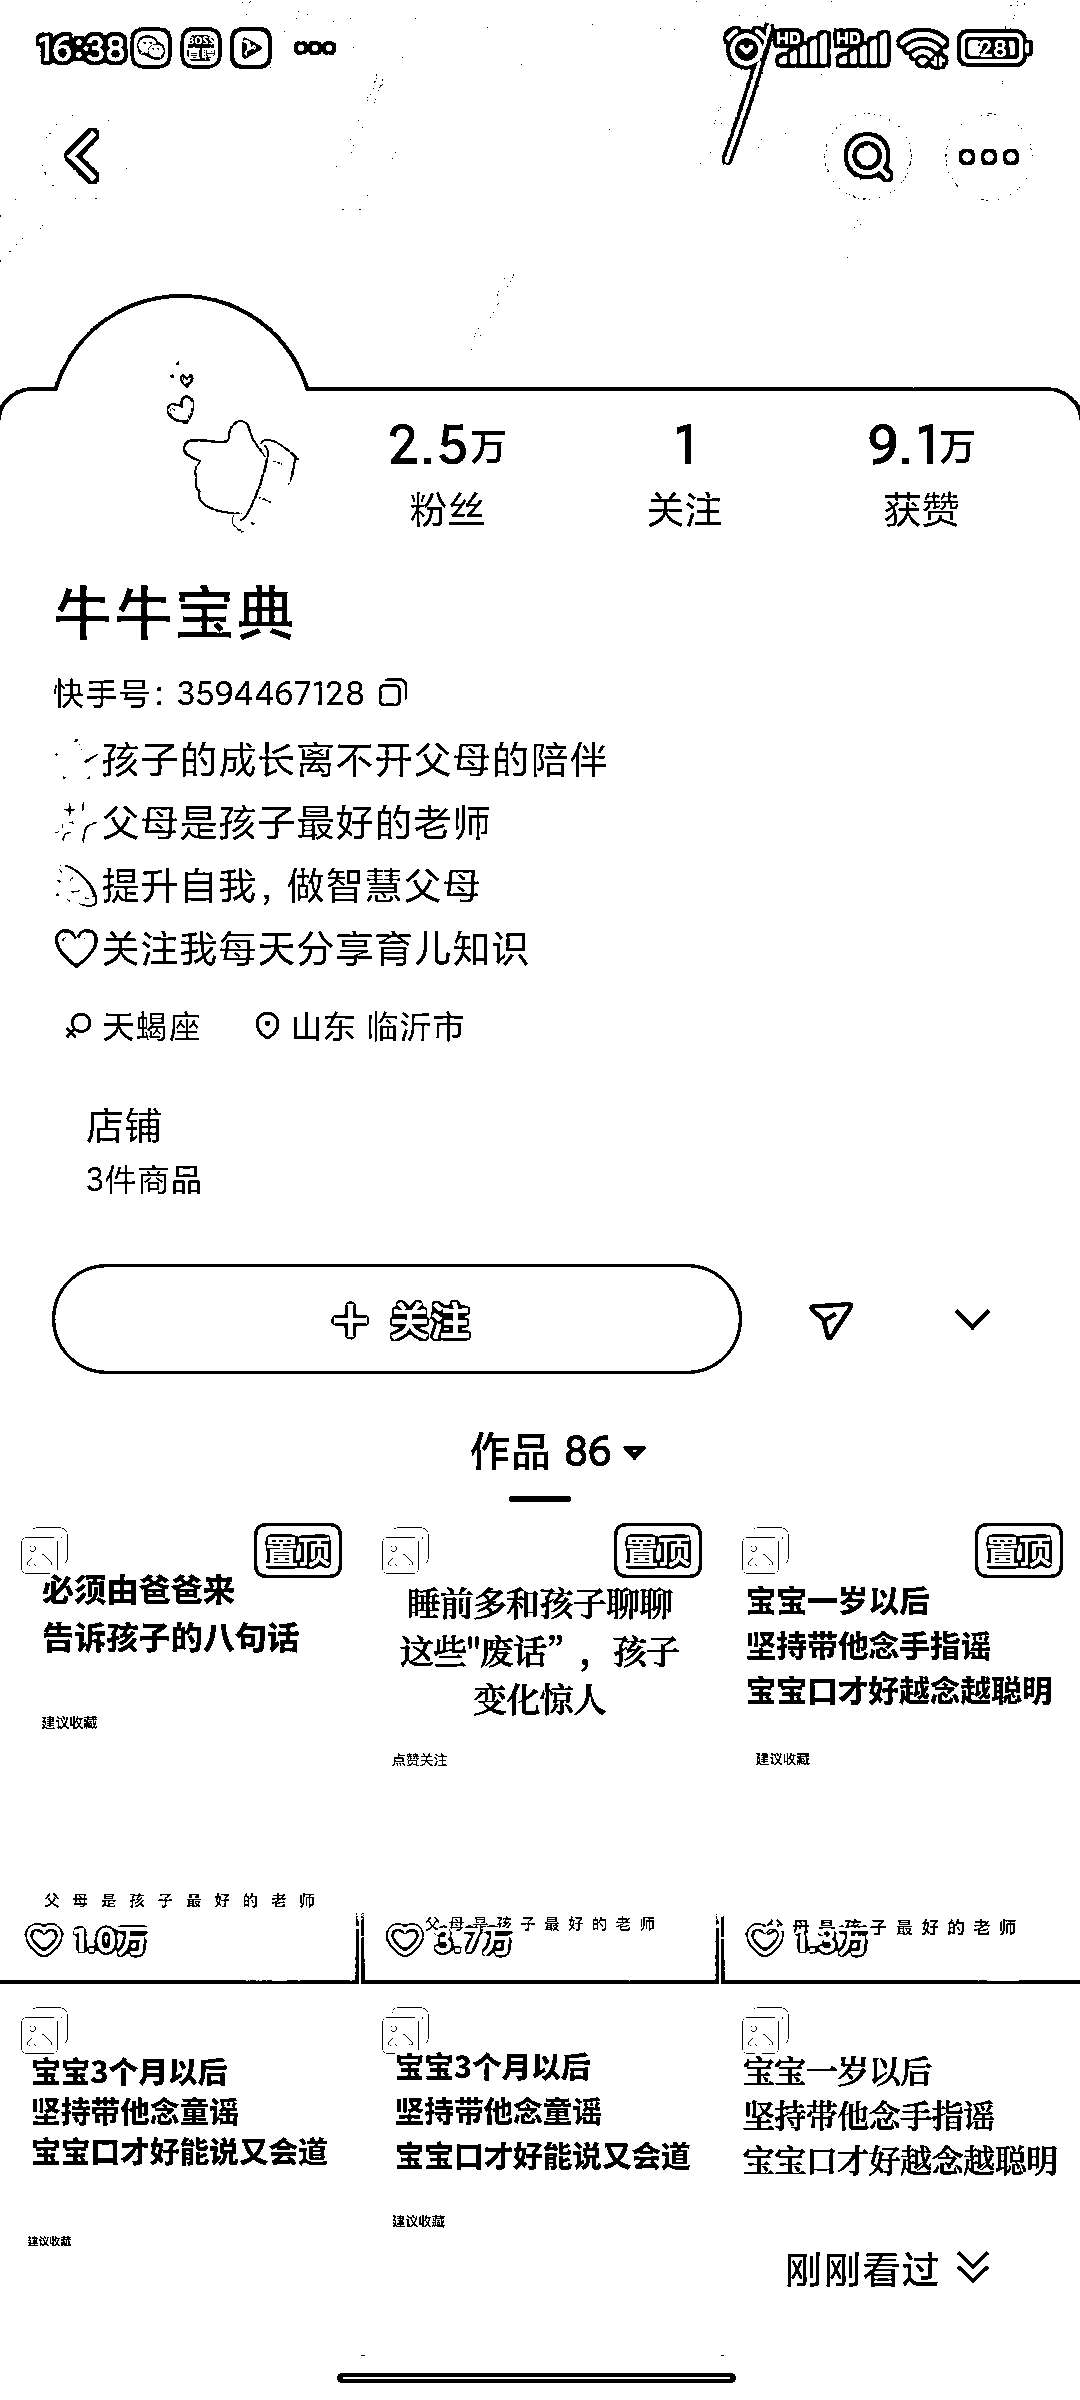 16:38
HD HD 28
2.5万 1 9.1万
粉丝 关注 获赞
牛牛宝典
快手号: 3594467128
孩子的成长离不开父母的陪伴
父母是孩子最好的老师
提升自我, 做智慧父母
关注我每天分享育儿知识
天蝎座 山东 临沂市
店铺
3件商品
关注
作品 86
置顶
必须由爸爸来
告诉孩子的八句话
建议收藏
父母是孩子最好的老师
1.0万
置顶
睡前多和孩子聊聊
这些"废话”，孩子
变化惊人
点赞关注
父母是孩子最好的老师
3.7万
置顶
宝宝一岁以后
坚持带他念手指谣
宝宝口才好越念越聪明
建议收藏
父母是孩子最好的老师
1.3万
宝宝3个月以后
坚持带他念童谣
宝宝口才好能说又会道
建议收藏
宝宝3个月以后
坚持带他念童谣
宝宝口才好能说又会道
建议收藏
宝宝一岁以后
坚持带他念手指谣
宝宝口才好越念越聪明
刚刚看过